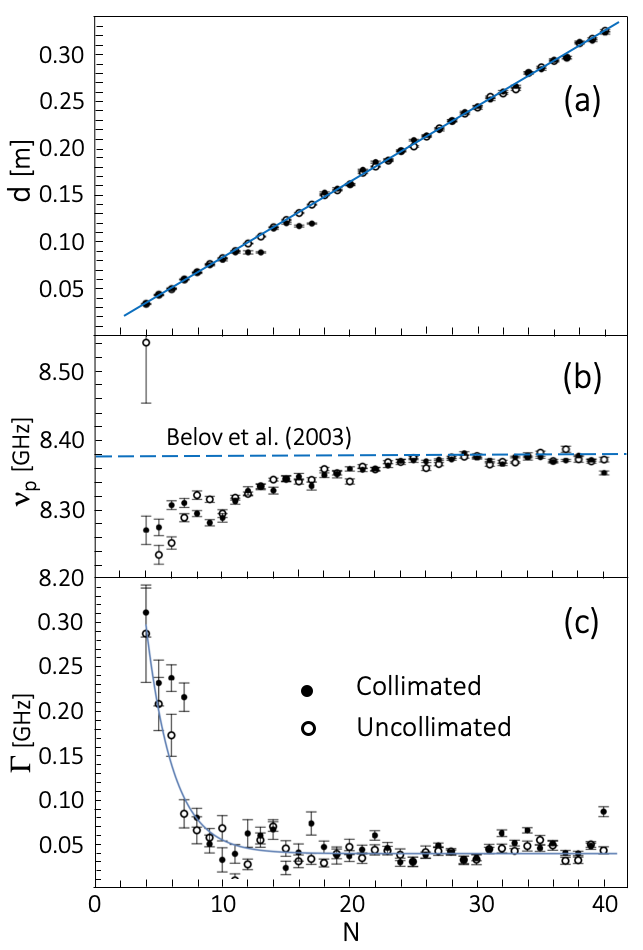 0.30
(a)
0.25
0.20
d [m]
0.15
0.10
0.05
8.50
(b)
Belov et al. (2003)
8.40
νp [GHz]
8.30
8.20
(c)
0.30
0.25
Collimated
0.20
Uncollimated
Γ [GHz]
0.15
0.10
0.05
0 10 20 30 40
N